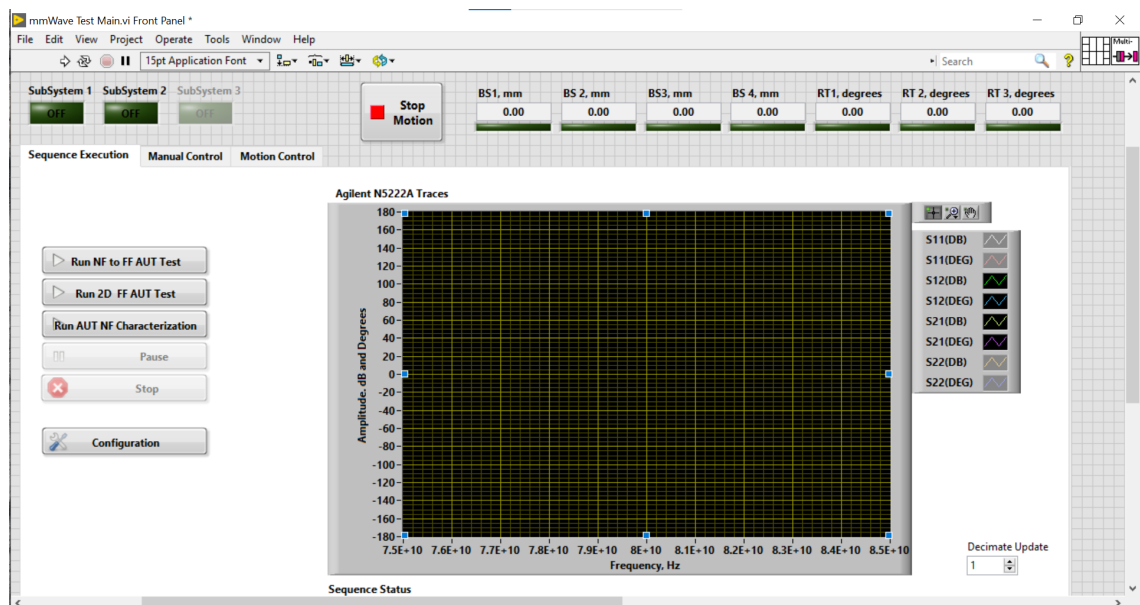 mmWave Test Main.vi Front Panel *
File Edit View Project Operate Tools Window Help
15pt Application Font
Search
?
Multi-
SubSystem 1 SubSystem 2 SubSystem 3
OFF OFF OFF
Stop
Motion
BS1, mm BS 2, mm BS3, mm BS 4, mm RT1, degrees RT 2, degrees RT 3, degrees
0.00 0.00 0.00 0.00 0.00 0.00 0.00
Sequence Execution Manual Control Motion Control
Run NF to FF AUT Test
Run 2D FF AUT Test
Run AUT NF Characterization
Pause
Stop
Configuration
Agilent N5222A Traces
Amplitude. dB and Degrees
180
160
140
120
100
80
60
40
20
0
-20
-40
-60
-80
-100
-120
-140
-160
-180
7.5E+10 7.6E+10 7.7E+10 7.8E+10 7.9E+10 8E+10 8.1E+10 8.2E+10 8.3E+10 8.4E+10 8.5E+10
Frequency, Hz
S11(DB)
S11(DEG)
S12(DB)
S12(DEG)
S21(DB)
S21(DEG)
S22(DB)
S22(DEG)
Decimate Update
1
Sequence Status